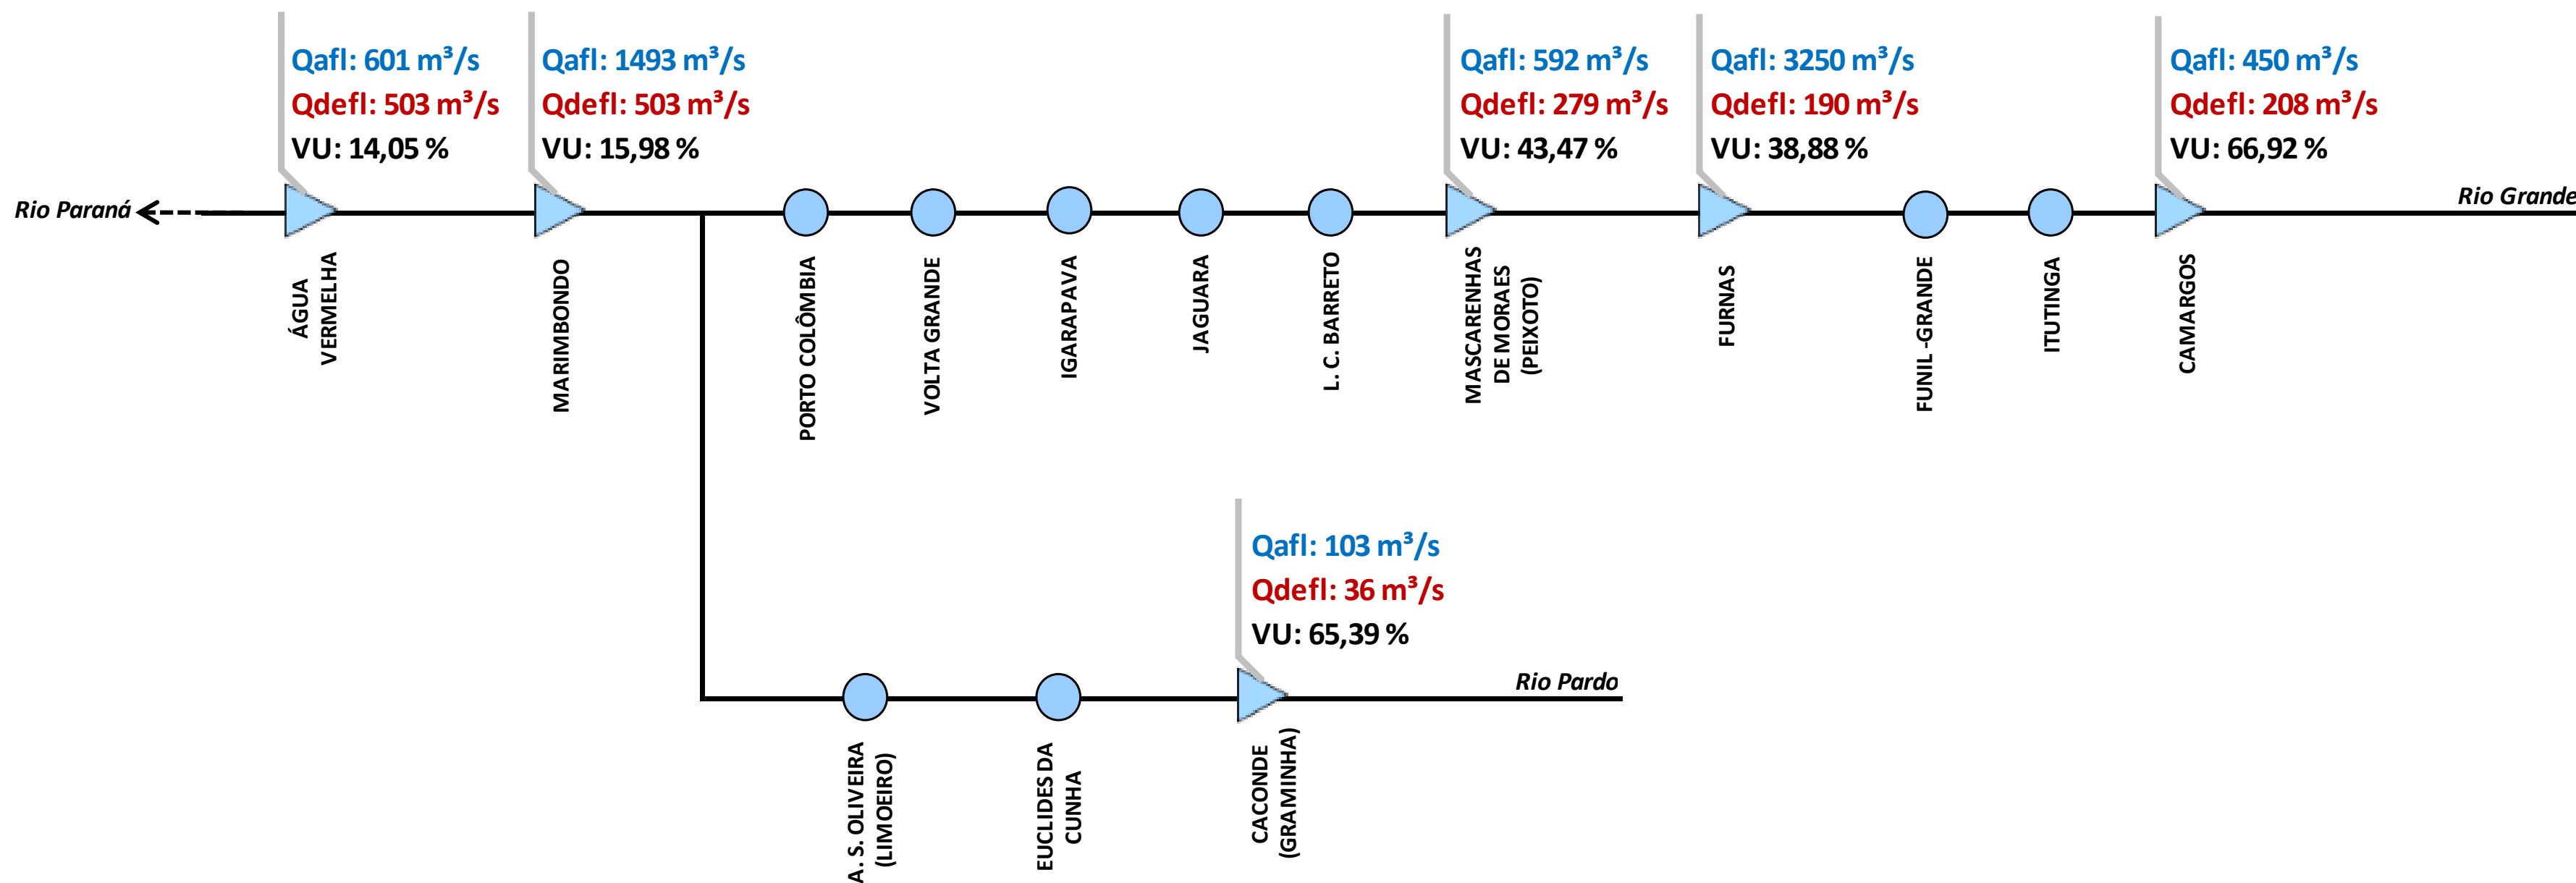 Qafl: 601 m³/s
Qdefl: 503 m³/s
VU: 14,05 %
Qafl: 1493 m³/s
Qdefl: 503 m³/s
VU: 15,98 %
Qafl: 592 m³/s
Qdefl: 279 m³/s
VU: 43,47 %
Qafl: 3250 m³/s
Qdefl: 190 m³/s
VU: 38,88 %
Qafl: 450 m³/s
Qdefl: 208 m³/s
VU: 66,92 %
Rio Paraná
Rio Grande
ÁGUA
VERMELHA
MARIMBONDO
PORTO COLÔMBIA
VOLTA GRANDE
IGARAPAVA
JAGUARA
L. C. BARRETO
MASCARENHAS
DE MORAES
(PEIXOTO)
FURNAS
FUNIL -GRANDE
ITUTINGA
CAMARGOS
Qafl: 103 m³/s
Qdefl: 36 m³/s
VU: 65,39 %
Rio Pardo
A. S. OLIVEIRA
(LIMOEIRO)
EUCLIDES DA
CUNHA
CACONDE
(GRAMINHA)